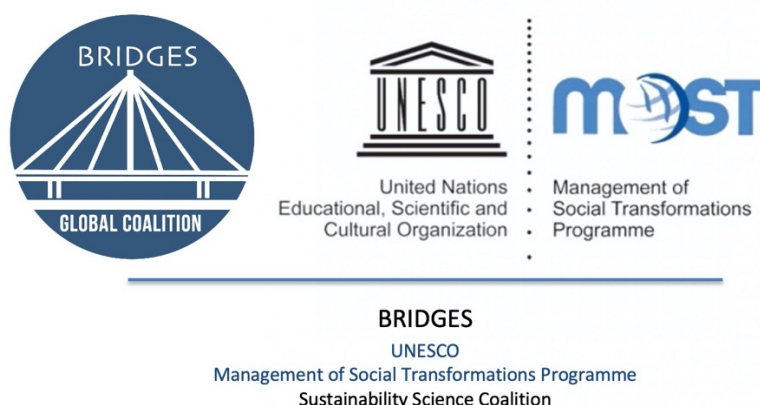 BRIDGES
GLOBAL COALITION
UNESCO
United Nations
Educational, Scientific and
Cultural Organization
MOST
Management of
Social Transformations
Programme
BRIDGES
UNESCO
Management of Social Transformations Programme
Sustainability Science Coalition